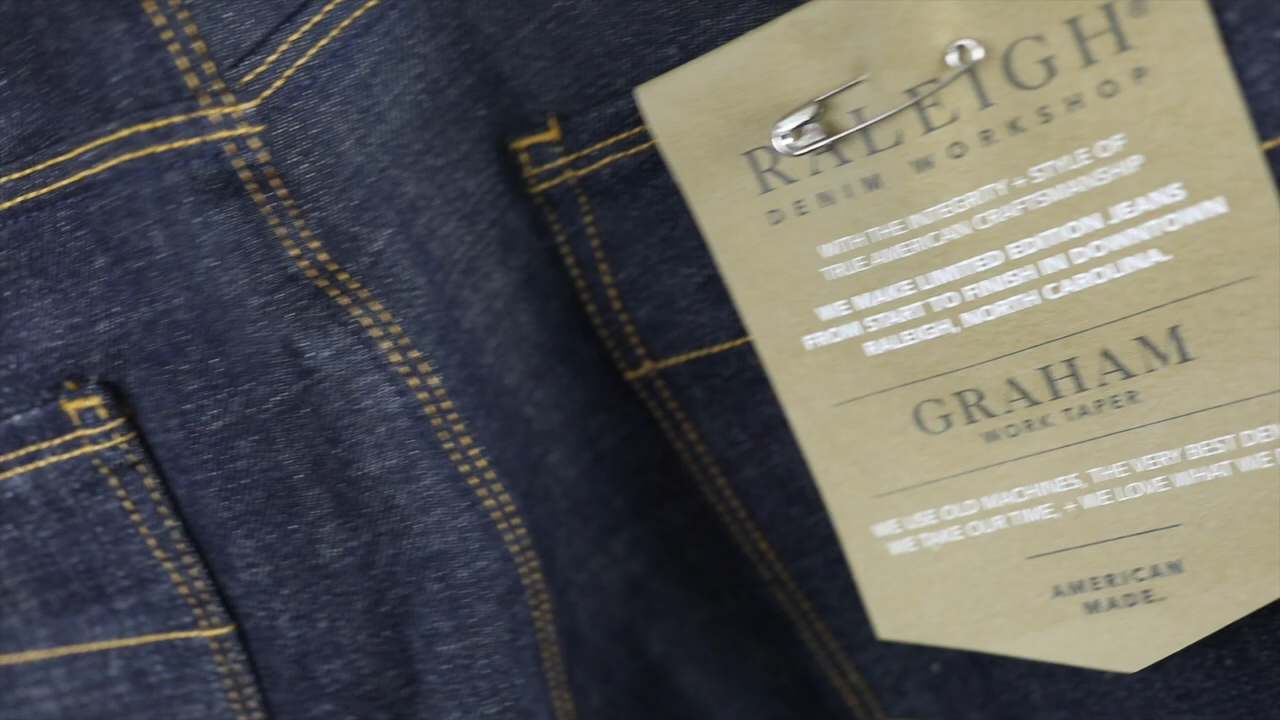 RALEIGH®
DENIM WORKSHOP
WITH THE INTEGRITY + STYLE OF
TRUE AMERICAN CRAFTSMANSHIP
WE MAKE LIMITED EDITION JEANS
FROM START TO FINISH IN DOWNTOWN
RALEIGH, NORTH CAROLINA.
GRAHAM
WORK TAPER
WE USE OLD MACHINES, THE VERY BEST
WE TAKE OUR TIME, + WE LOVE WHAT WE
AMERICAN
MADE.